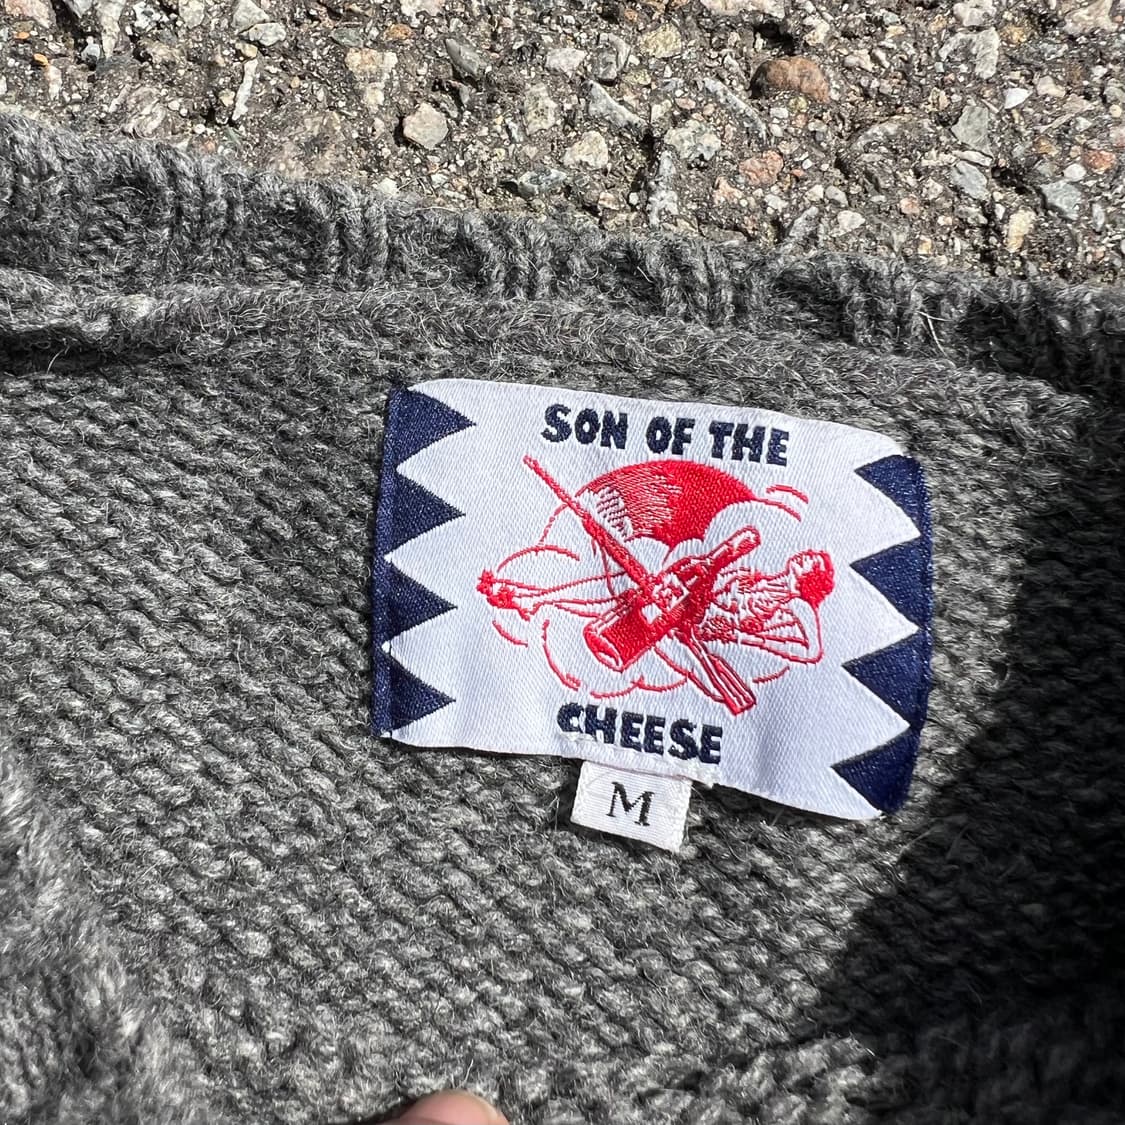 SON OF THE
CHEESE
M